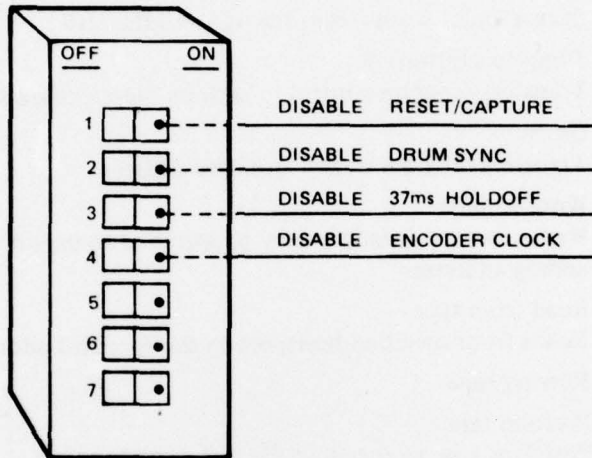 OFF ON
1 DISABLE RESET/CAPTURE
2 DISABLE DRUM SYNC
3 DISABLE 37ms HOLDOFF
4 DISABLE ENCODER CLOCK
5
6
7